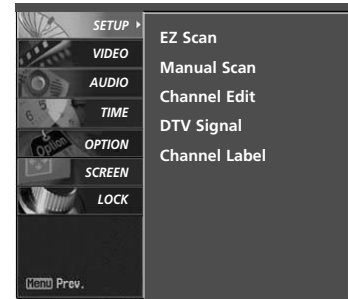 SETUP
VIDEO
AUDIO
TIME
OPTION
SCREEN
LOCK
Menu Prev.
EZ Scan
Manual Scan
Channel Edit
DTV Signal
Channel Label
Option